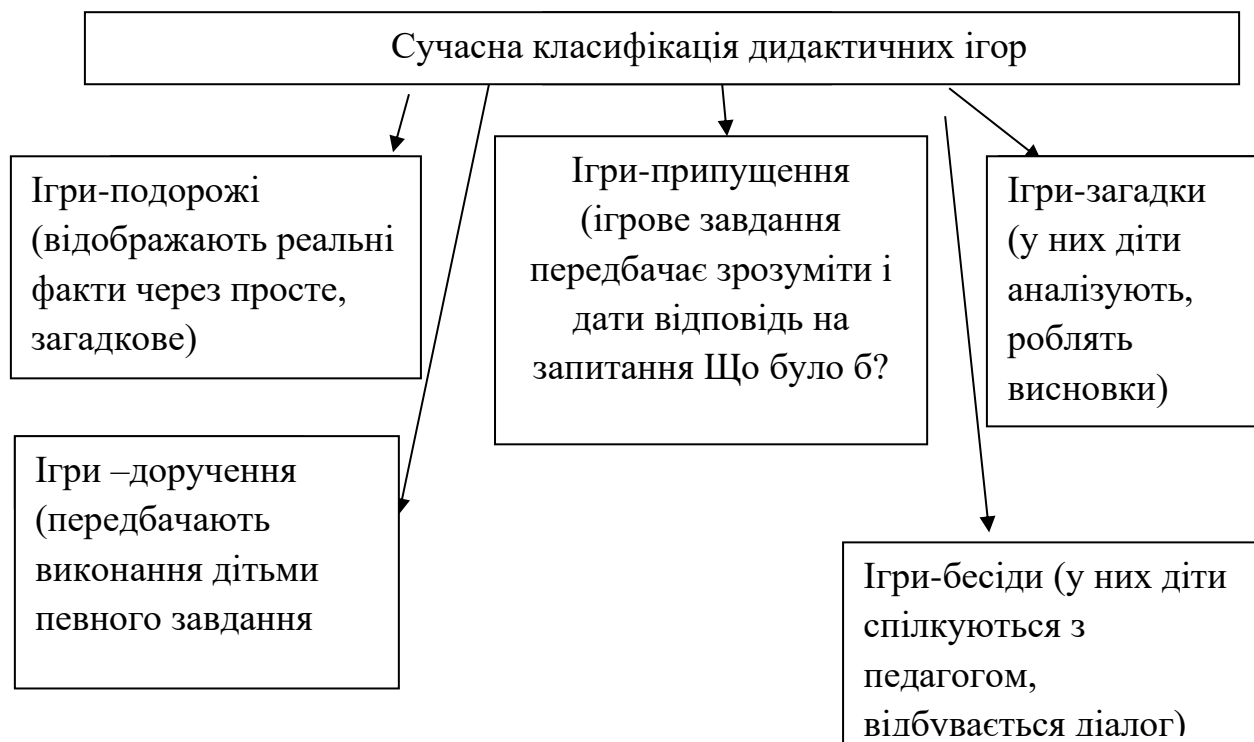 Сучасна класифікація дидактичних ігор
Ігри-подорожі
(відображають реальні
факти через просте,
загадкове)
Ігри-припущення
(ігрове завдання
передбачає зрозуміти і
дати відповідь на
запитання Що було б?
Ігри-загадки
(у них діти
аналізують,
роблять
висновки)
Ігри –доручення
(передбачають
виконання дітьми
певного завдання
Ігри-бесіди (у них діти
спілкуються з
педагогом,
відбувається діалог)